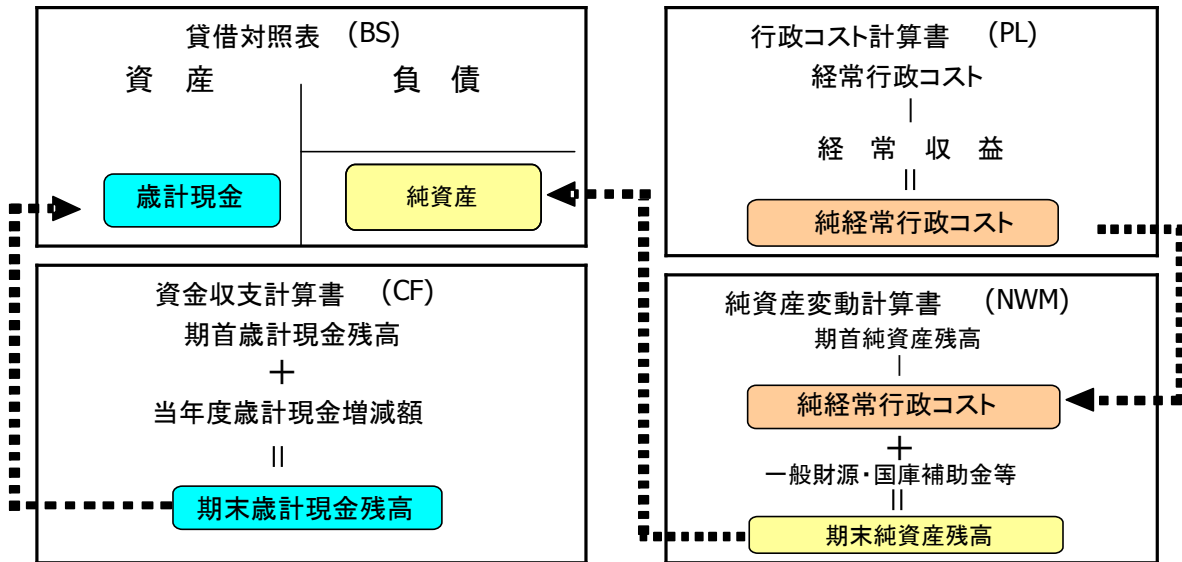 貸借対照表 (BS)
資 産
負 債
歳計現金
純資産
行政コスト計算書 (PL)
経常行政コスト
|
経 常 収 益
||
純経常行政コスト
資金収支計算書 (CF)
期首歳計現金残高
+
当年度歳計現金増減額
||
期末歳計現金残高
純資産変動計算書 (NWM)
期首純資産残高
|
純経常行政コスト
+
一般財源・国庫補助金等
||
期末純資産残高